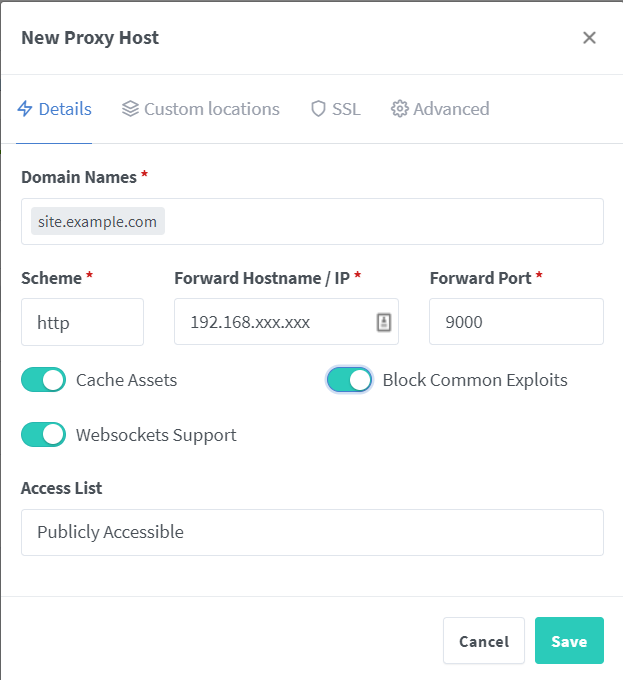 New Proxy Host
Details Custom locations SSL Advanced
Domain Names *
site.example.com
Scheme * Forward Hostname / IP * Forward Port *
http 192.168.xxx.xxx 9000
Cache Assets Block Common Exploits
Websockets Support
Access List
Publicly Accessible
Cancel Save